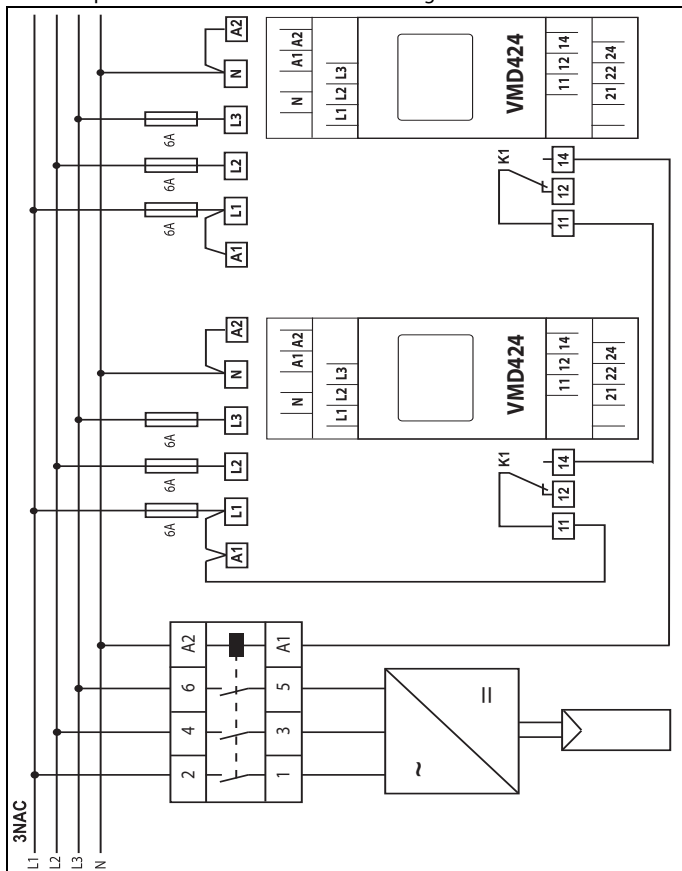 3NAC
L1
L2
L3
N
2 4 6 A2
1 3 5 A1
~
=
6A 6A 6A
A1 L1 L2 L3 N A2
N A1 A2
L1 L2 L3
VMD424
11 12 14
21 22 24
K1
11 12 14
6A 6A 6A
A1 L1 L2 L3 N A2
N A1 A2
L1 L2 L3
VMD424
11 12 14
21 22 24
K1
11 12 14